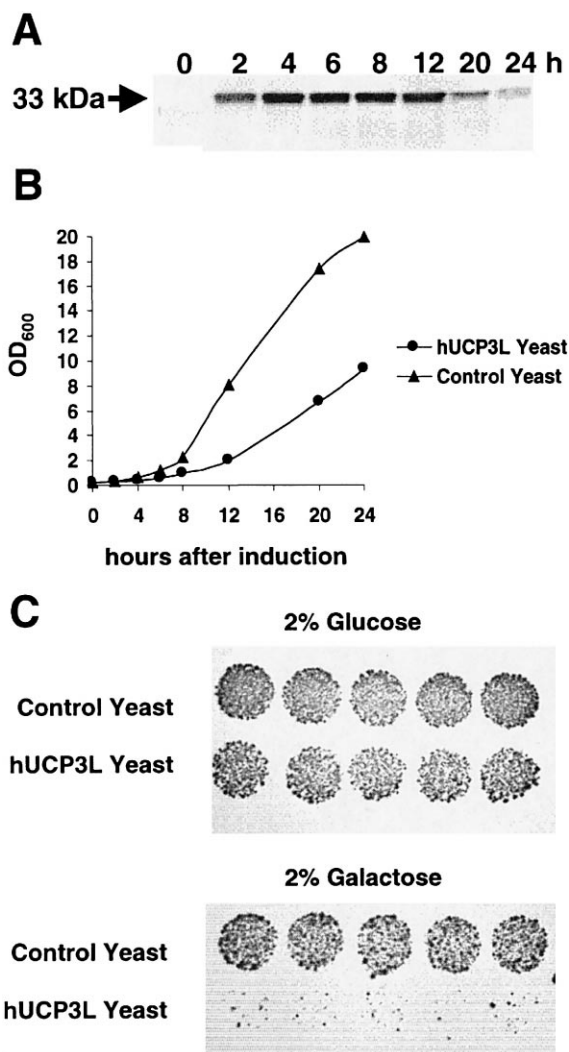 A
0 2 4 6 8 12 20 24 h
33 kDa
B
20
18
16
14
12
10
8
6
4
2
0
OD600
0 4 8 12 20 24
hours after induction
hUCP3L Yeast
Control Yeast
C
2% Glucose
Control Yeast
hUCP3L Yeast
2% Galactose
Control Yeast
hUCP3L Yeast